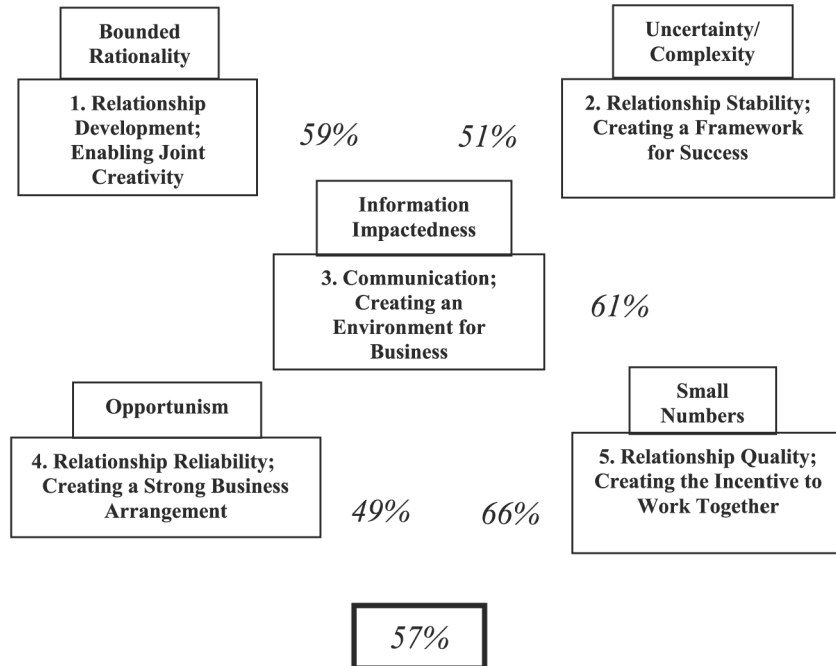 Bounded
Rationality
1. Relationship
Development;
Enabling Joint
Creativity
59%
51%
Uncertainty/
Complexity
2. Relationship Stability;
Creating a Framework
for Success
Information
Impactedness
3. Communication;
Creating an
Environment for
Business
61%
Opportunism
4. Relationship Reliability;
Creating a Strong Business
Arrangement
49%
66%
Small
Numbers
5. Relationship Quality;
Creating the Incentive to
Work Together
57%